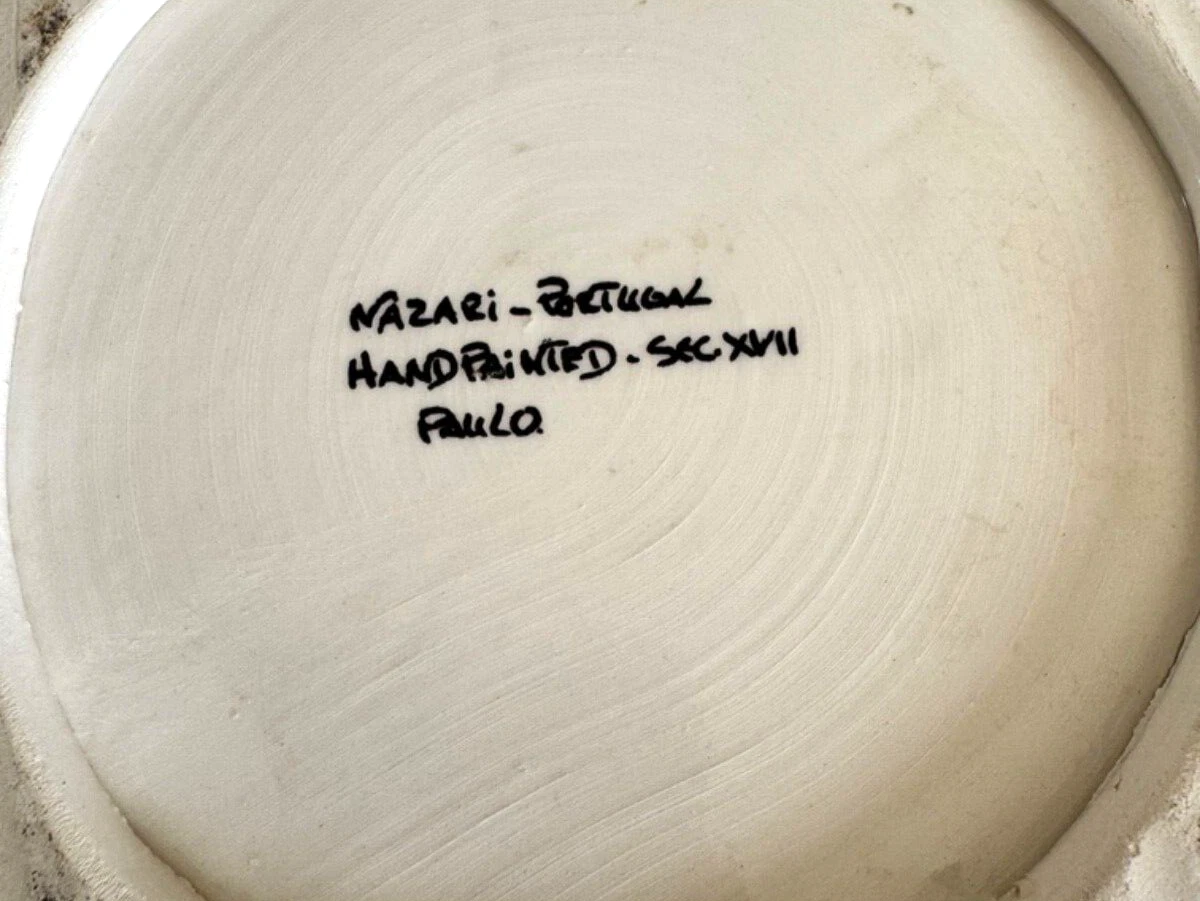 NAZARi - PORTUGAL
HANDPAiNTED - SEC XVII
PAULO.